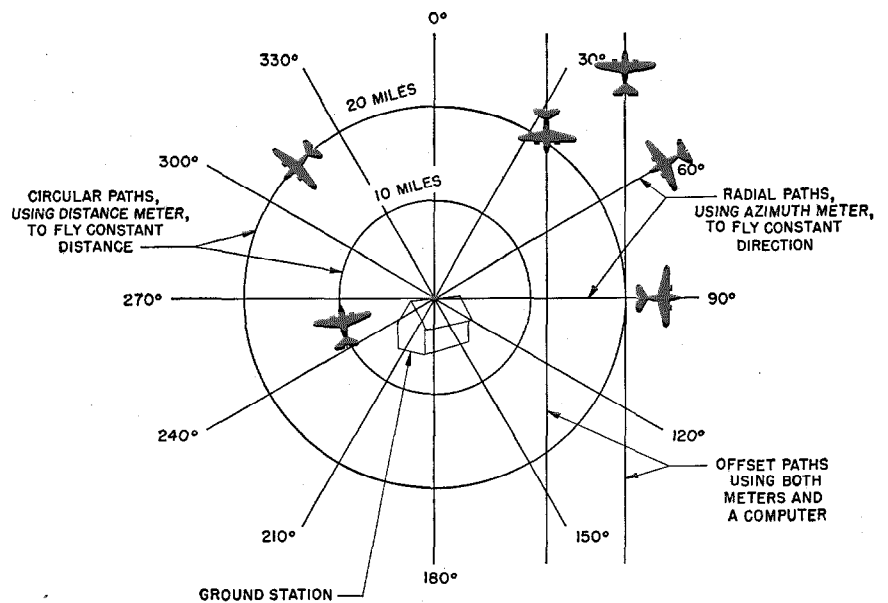 0°
330°
30°
20 MILES
300°
60°
10 MILES
CIRCULAR PATHS,
USING DISTANCE METER,
TO FLY CONSTANT
DISTANCE
RADIAL PATHS,
USING AZIMUTH METER,
TO FLY CONSTANT
DIRECTION
270°
90°
240°
120°
OFFSET PATHS
USING BOTH
METERS AND
A COMPUTER
210°
150°
180°
GROUND STATION